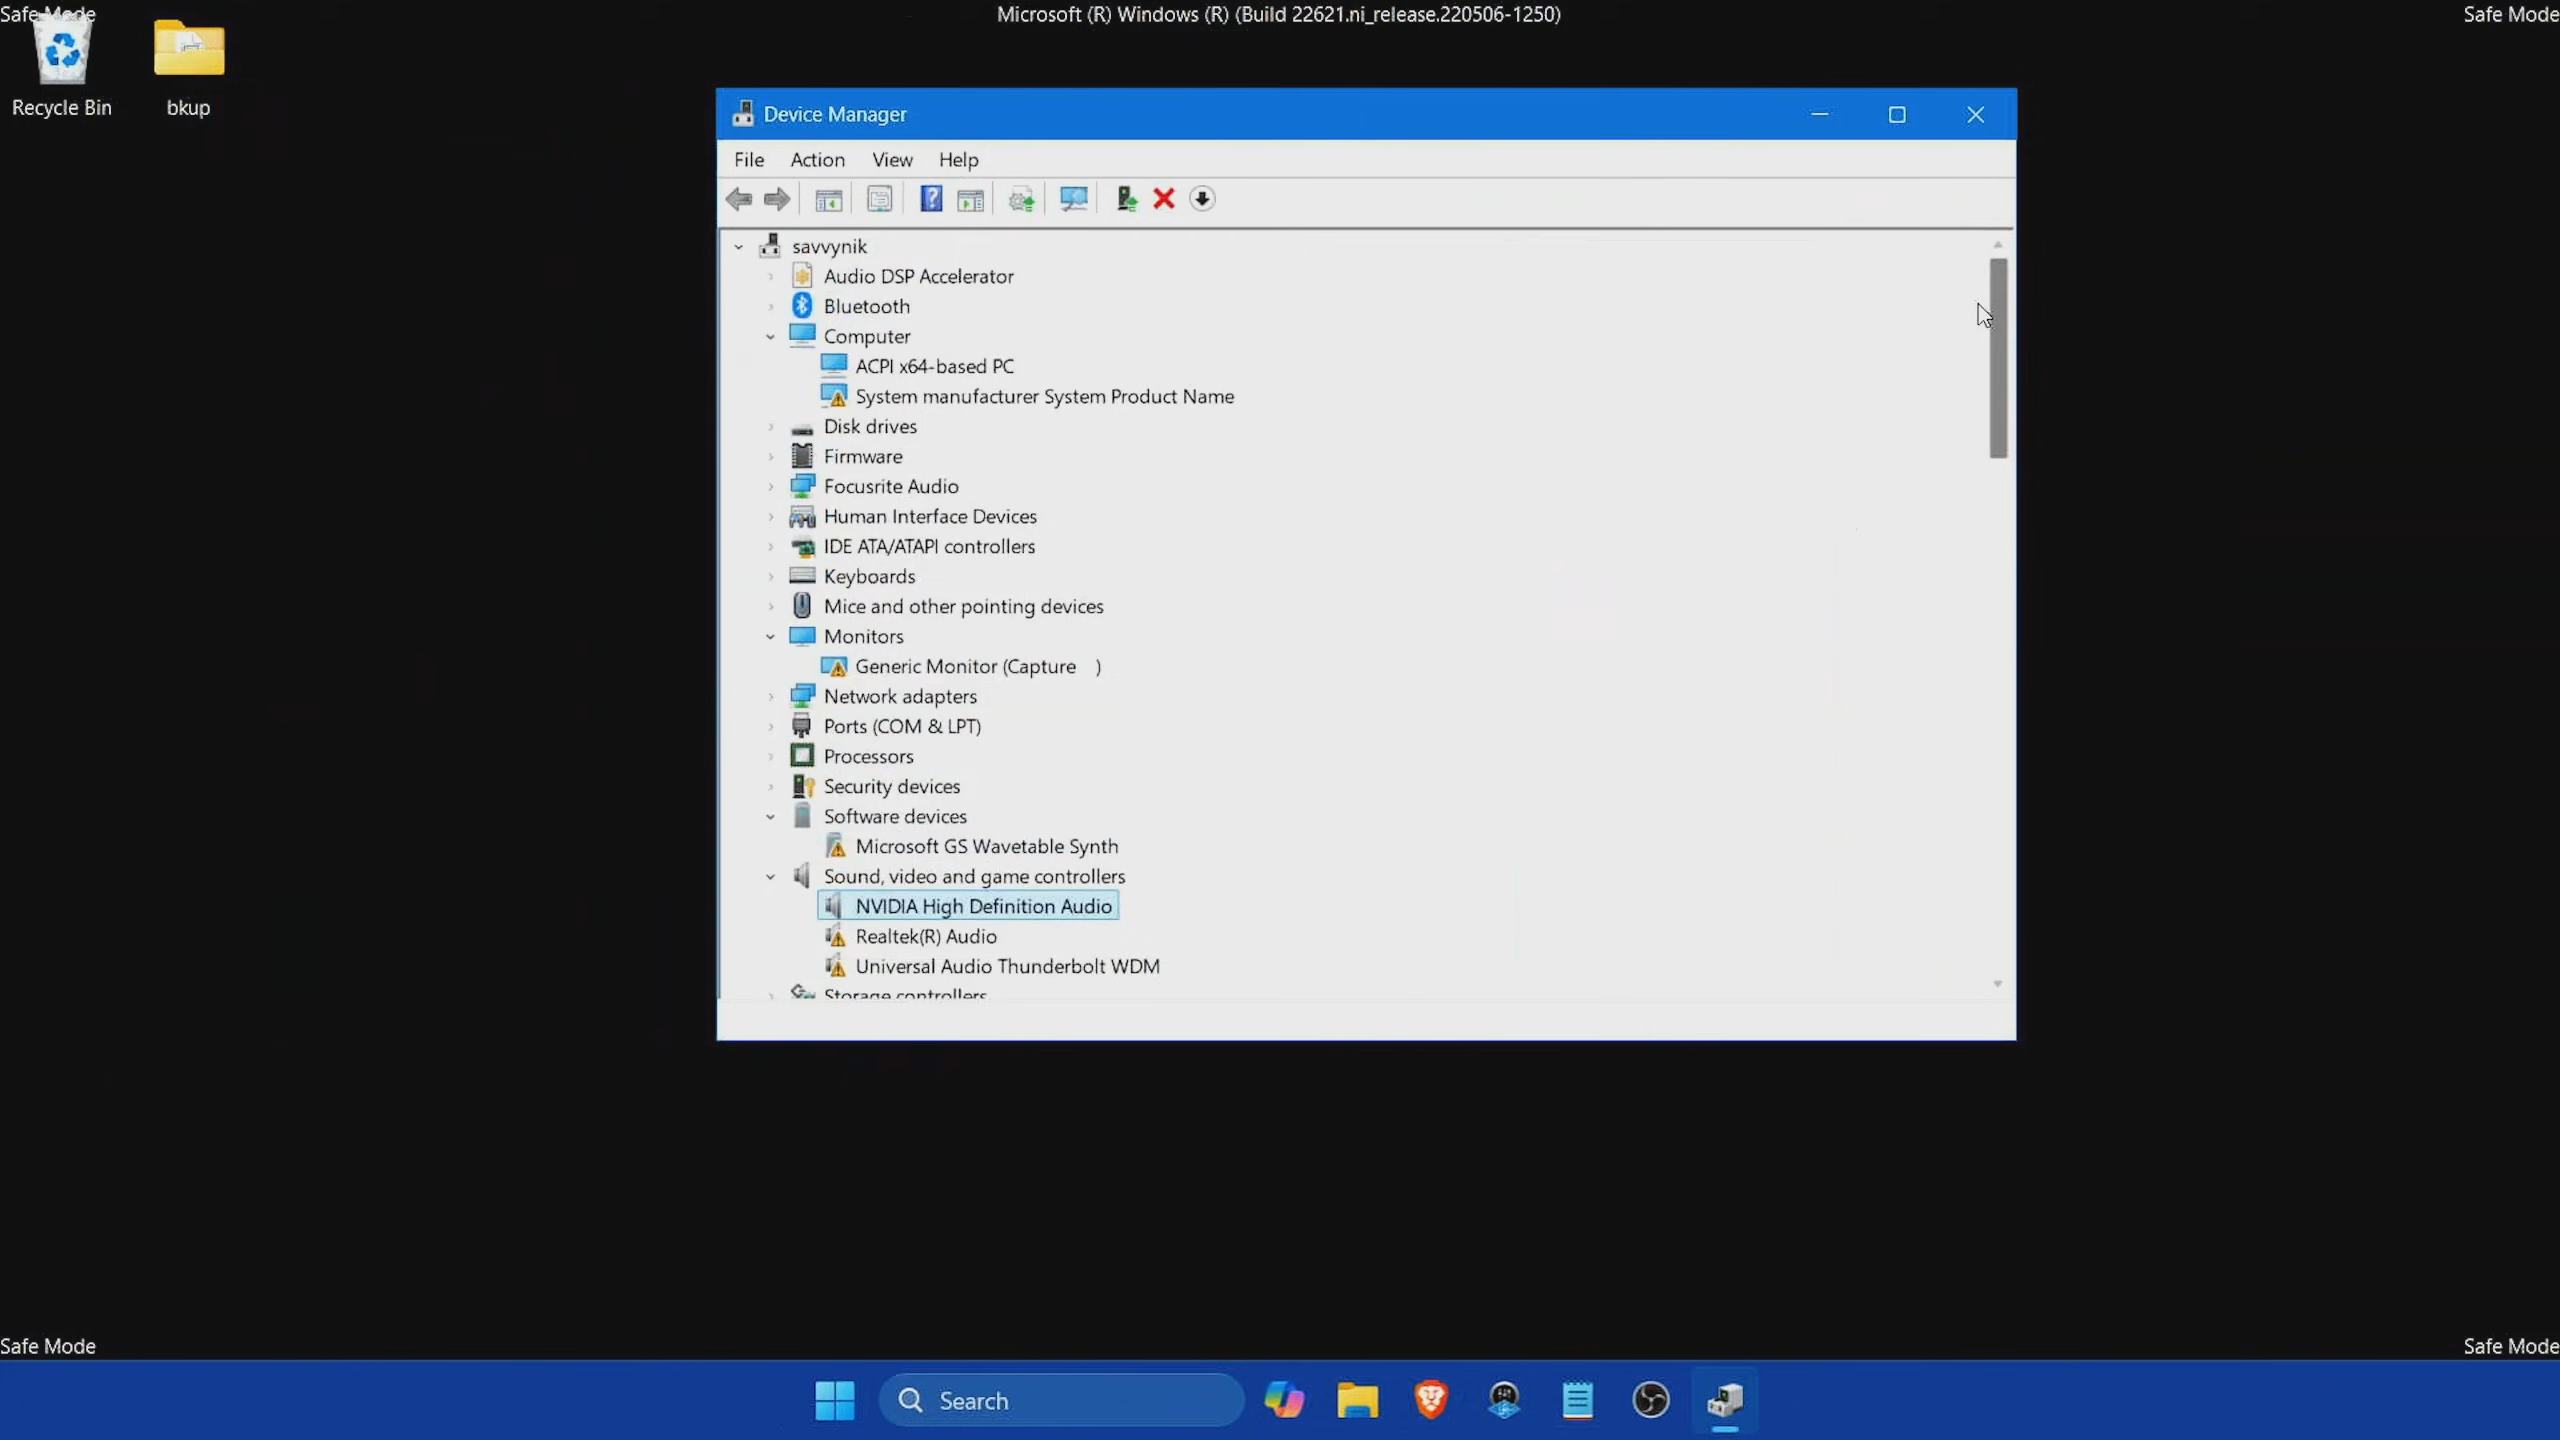 Safe Mode
Microsoft (R) Windows (R) (Build 22621.ni_release.220506-1250)
Safe Mode
Recycle Bin
bkup
Device Manager
File Action View Help
savvynik
Audio DSP Accelerator
Bluetooth
Computer
ACPI x64-based PC
System manufacturer System Product Name
Disk drives
Firmware
Focusrite Audio
Human Interface Devices
IDE ATA/ATAPI controllers
Keyboards
Mice and other pointing devices
Monitors
Generic Monitor (Capture )
Network adapters
Ports (COM & LPT)
Processors
Security devices
Software devices
Microsoft GS Wavetable Synth
Sound, video and game controllers
NVIDIA High Definition Audio
Realtek(R) Audio
Universal Audio Thunderbolt WDM
Storage controllers
Safe Mode
Safe Mode
Search